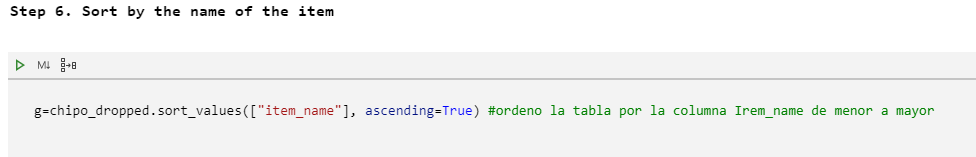 Step 6. Sort by the name of the item
M↓
g=chipo_dropped.sort_values(["item_name"], ascending=True) #ordeno la tabla por la columna Irem_name de menor a mayor